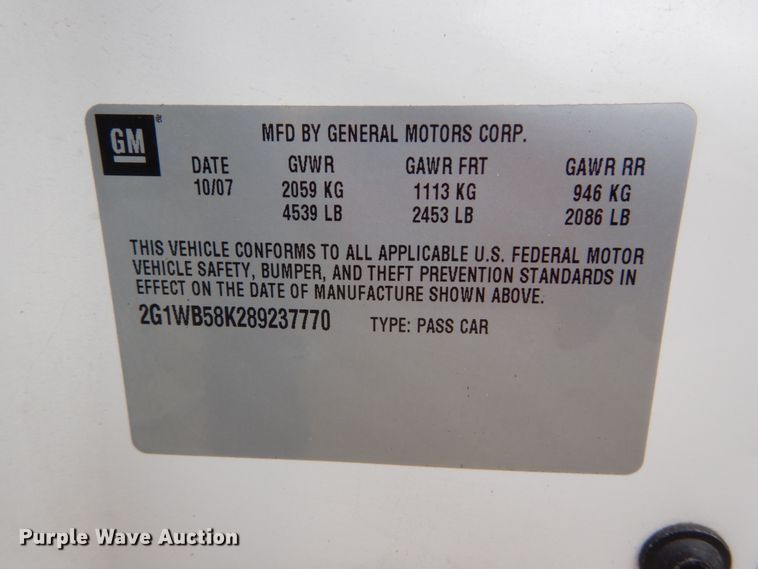 GM ®
MFD BY GENERAL MOTORS CORP.
DATE GVWR GAWR FRT GAWR RR
10/07 2059 KG 1113 KG 946 KG
4539 LB 2453 LB 2086 LB
THIS VEHICLE CONFORMS TO ALL APPLICABLE U.S. FEDERAL MOTOR
VEHICLE SAFETY, BUMPER, AND THEFT PREVENTION STANDARDS IN
EFFECT ON THE DATE OF MANUFACTURE SHOWN ABOVE.
2G1WB58K289237770 TYPE: PASS CAR
Purple Wave Auction